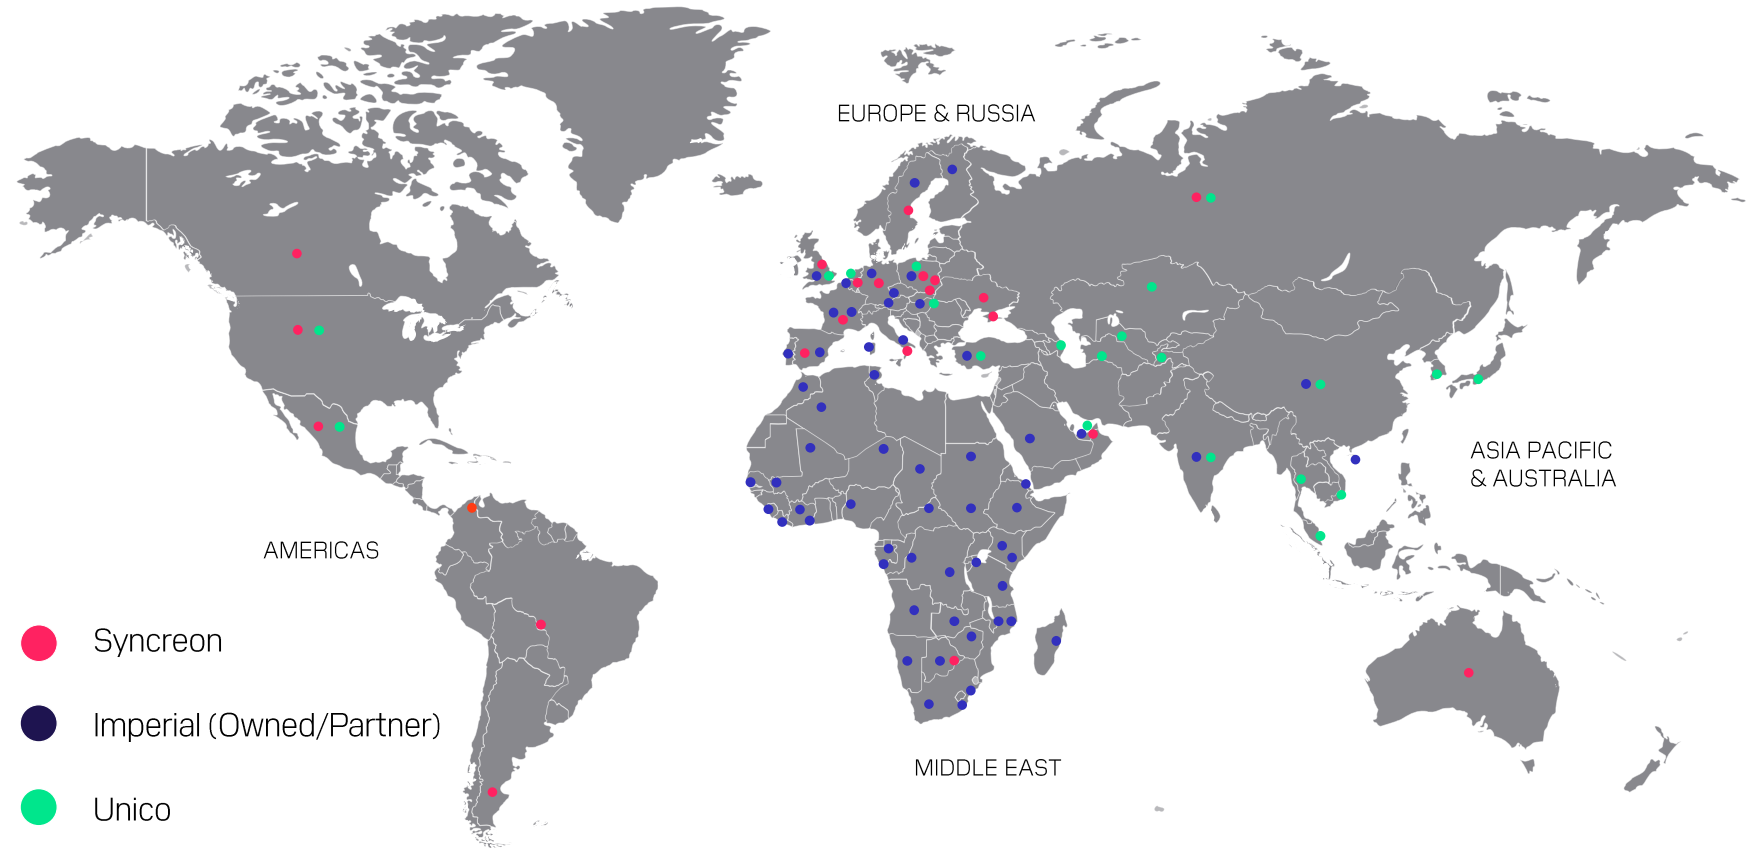 EUROPE & RUSSIA
ASIA PACIFIC
& AUSTRALIA
AMERICAS
MIDDLE EAST
Syncreon
Imperial (Owned/Partner)
Unico